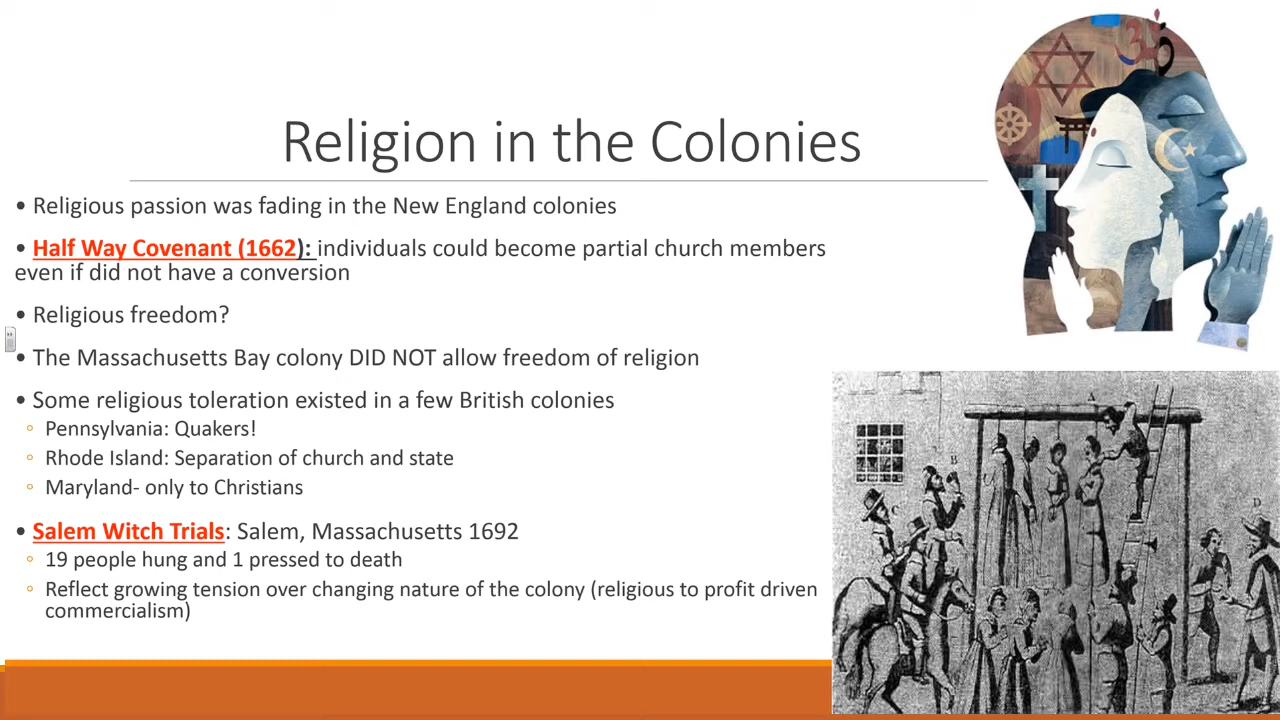 Religion in the Colonies
• Religious passion was fading in the New England colonies
• Half Way Covenant (1662): individuals could become partial church members
even if did not have a conversion
• Religious freedom?
• The Massachusetts Bay colony DID NOT allow freedom of religion
• Some religious toleration existed in a few British colonies
◦ Pennsylvania: Quakers!
◦ Rhode Island: Separation of church and state
◦ Maryland- only to Christians
• Salem Witch Trials: Salem, Massachusetts 1692
◦ 19 people hung and 1 pressed to death
◦ Reflect growing tension over changing nature of the colony (religious to profit driven
commercialism)
ॐ
A
B
C
D